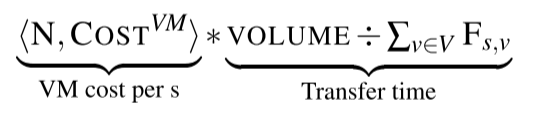 ⟨N, COST^{VM}⟩ * VOLUME ÷ ∑_{v∈V} F_{s,v}
VM cost per s Transfer time